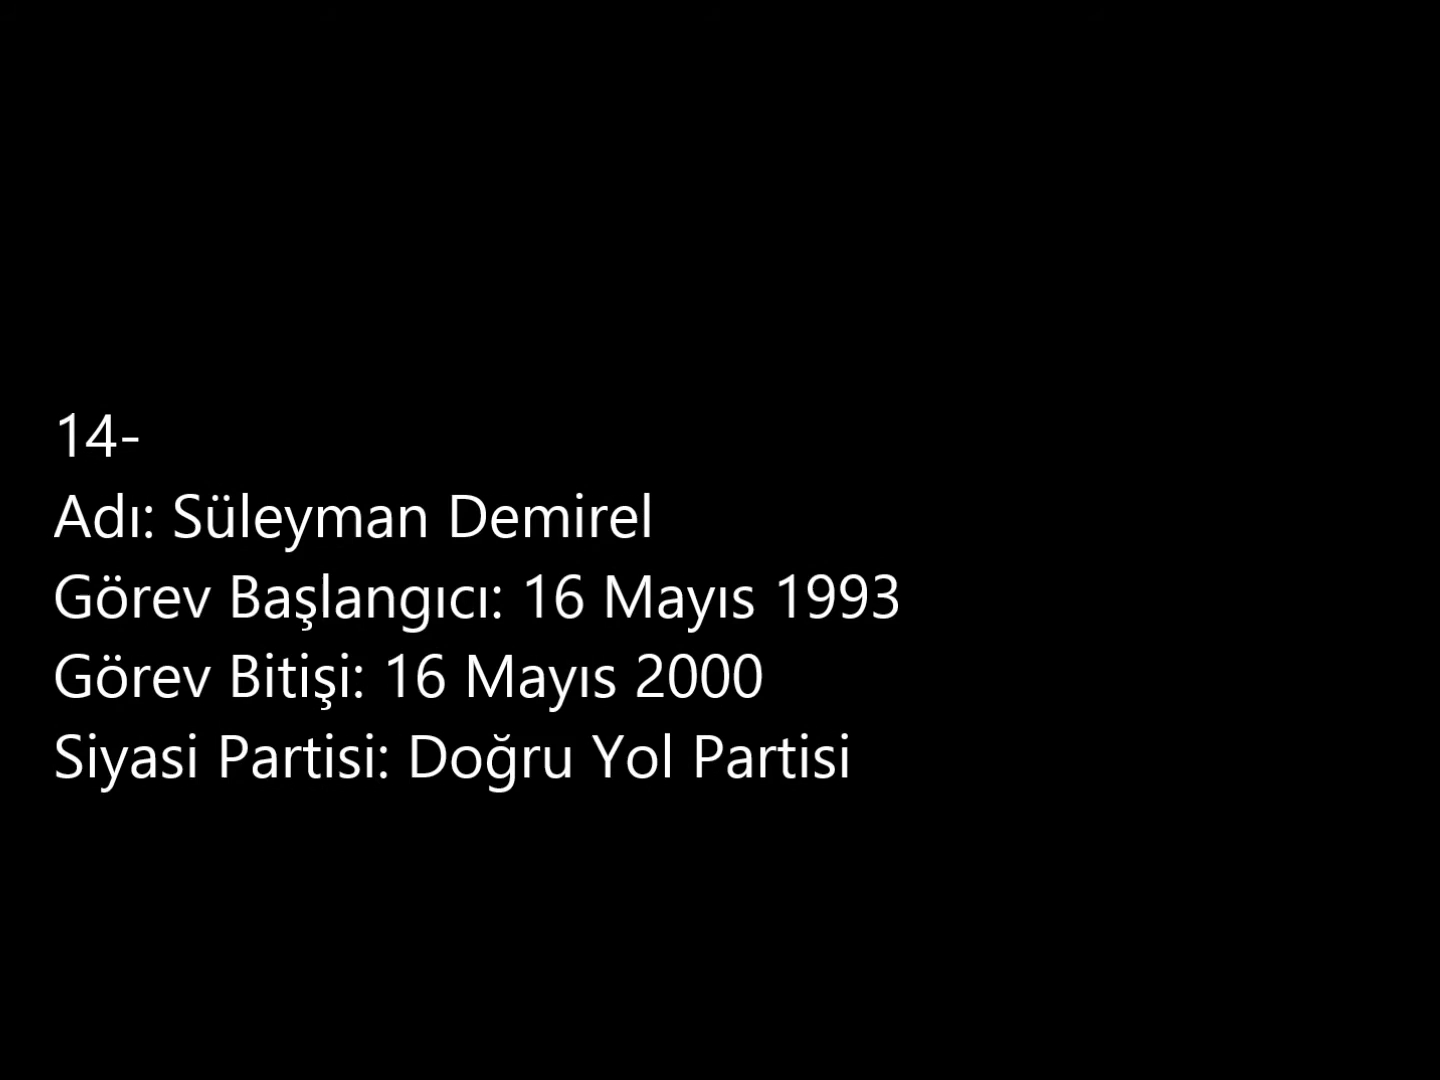 14-
Adı: Süleyman Demirel
Görev Başlangıcı: 16 Mayıs 1993
Görev Bitişi: 16 Mayıs 2000
Siyasi Partisi: Doğru Yol Partisi